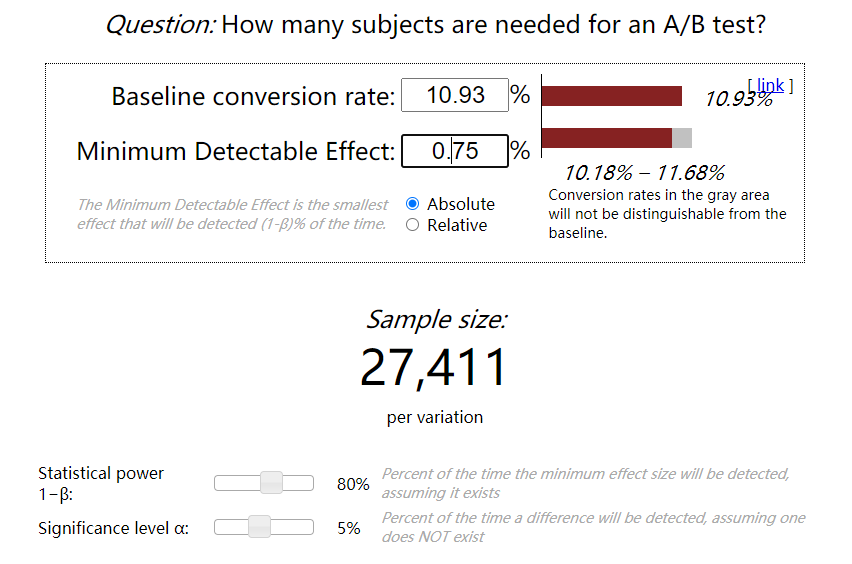 Question: How many subjects are needed for an A/B test?
[ link ]
Baseline conversion rate: 10.93 %
10.93%
Minimum Detectable Effect: 0.75 %
10.18% – 11.68%
The Minimum Detectable Effect is the smallest
effect that will be detected (1-β)% of the time.
Absolute
Relative
Conversion rates in the gray area
will not be distinguishable from the
baseline.
Sample size:
27,411
per variation
Statistical power
1−β:
80%
Percent of the time the minimum effect size will be detected,
assuming it exists
Significance level α:
5%
Percent of the time a difference will be detected, assuming one
does NOT exist